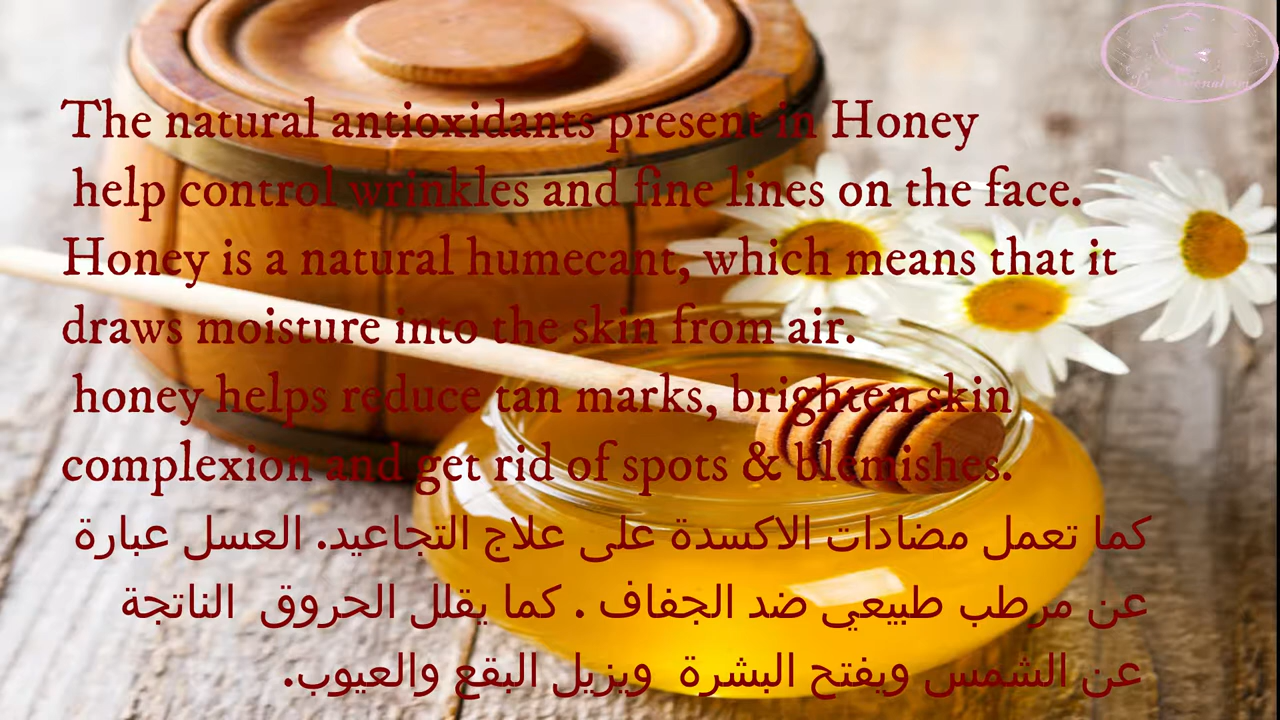 The natural antioxidants present in Honey
help control wrinkles and fine lines on the face.
Honey is a natural humecant, which means that it
draws moisture into the skin from air.
honey helps reduce tan marks, brighten skin
complexion and get rid of spots & blemishes.
كما تعمل مضادات الاكسدة على علاج التجاعيد. العسل عبارة
عن مرطب طبيعي ضد الجفاف . كما يقلل الحروق الناتجة
عن الشمس ويفتح البشرة ويزيل البقع والعيوب.